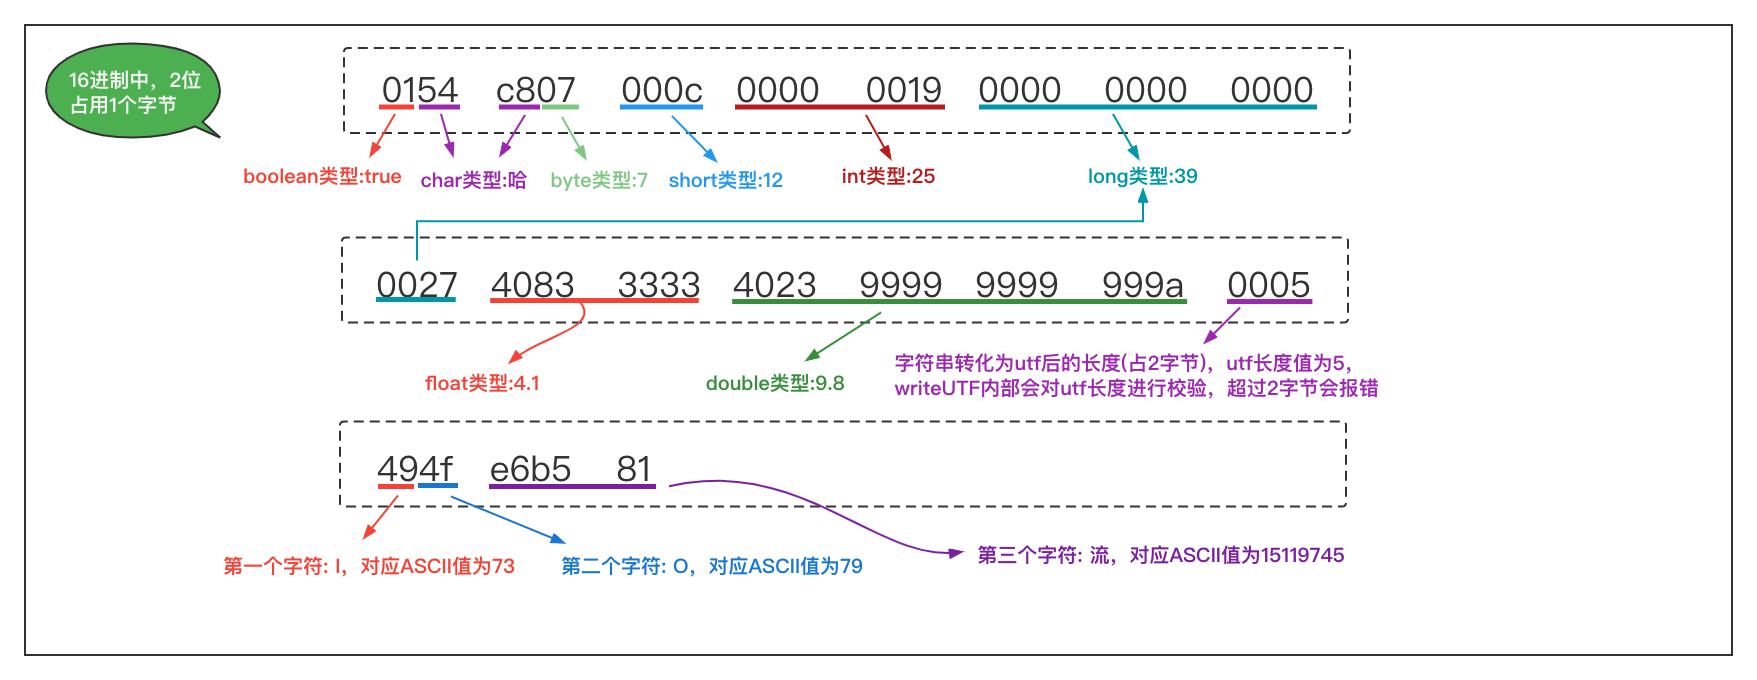 16进制中，2位
占用1个字节
0154 c807 000c 0000 0019 0000 0000 0000
boolean类型:true char类型:哈 byte类型:7 short类型:12 int类型:25 long类型:39
0027 4083 3333 4023 9999 9999 999a 0005
float类型:4.1 double类型:9.8
字符串转化为utf后的长度(占2字节)，utf长度值为5，
writeUTF内部会对utf长度进行校验，超过2字节会报错
494f e6b5 81
第一个字符: I，对应ASCII值为73 第二个字符: O，对应ASCII值为79 第三个字符: 流，对应ASCII值为15119745